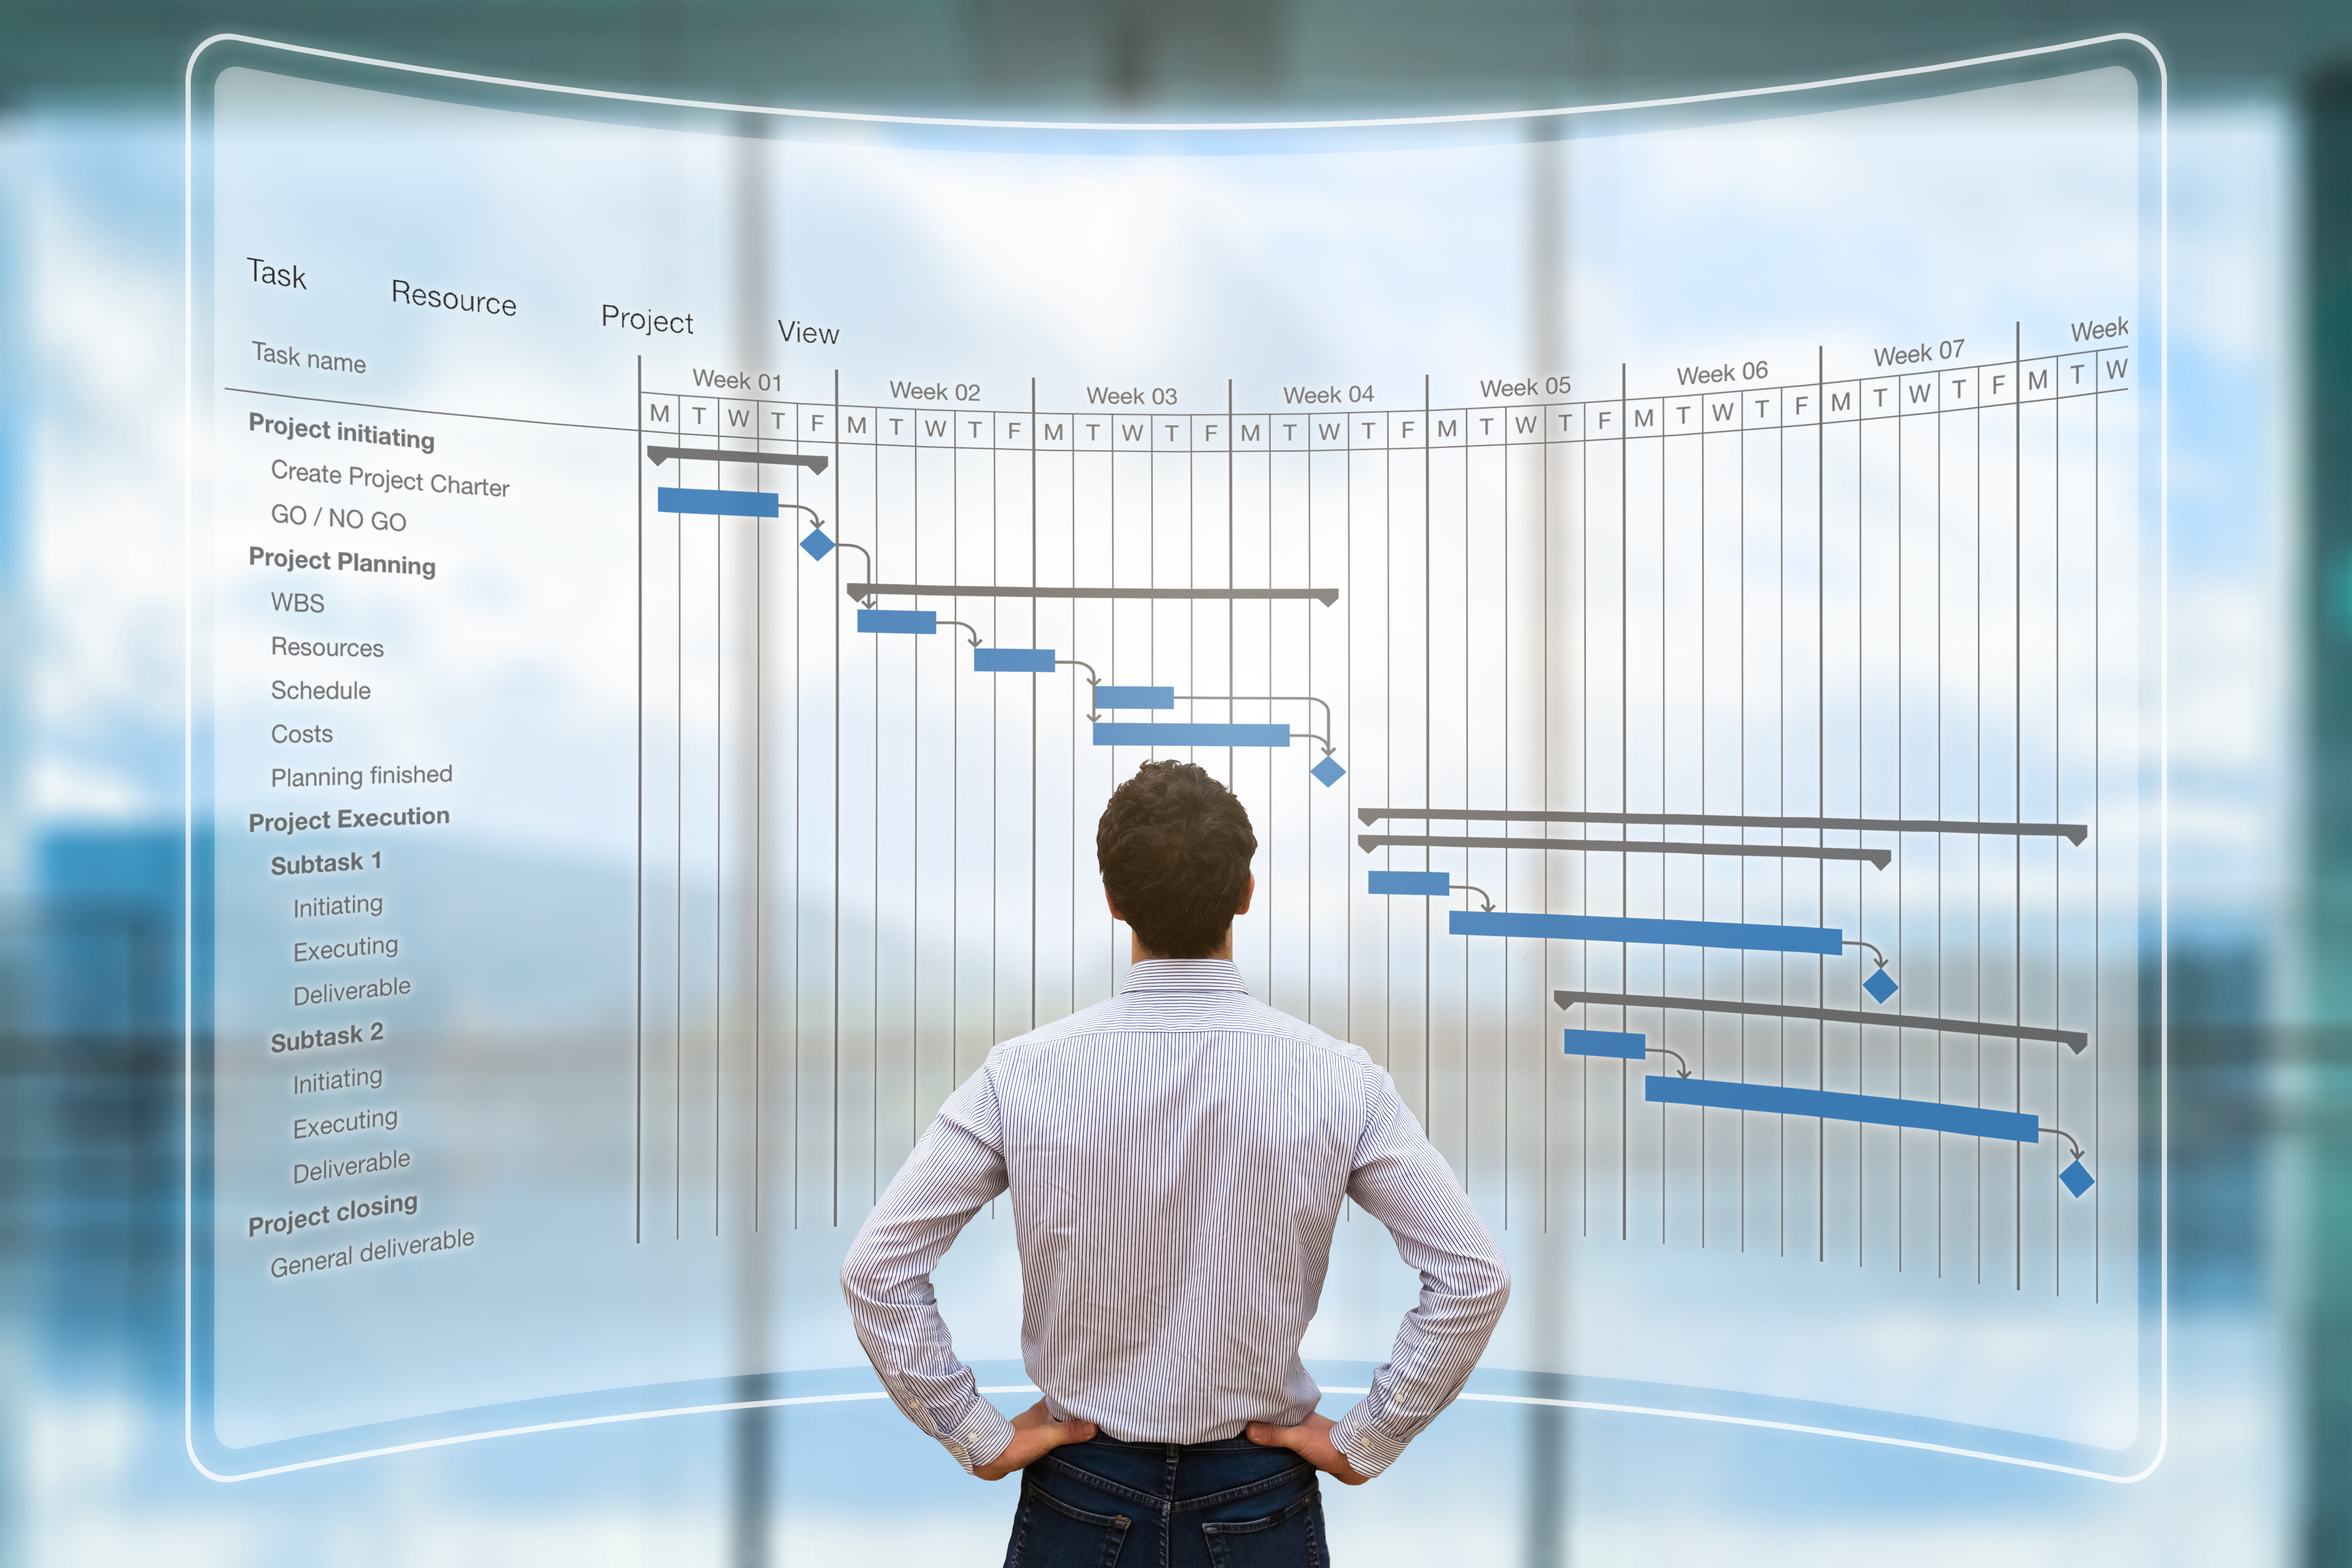 Task Resource Project View
Task name
Week 01 Week 02 Week 03 Week 04 Week 05 Week 06 Week 07 Week
M T W T F M T W T F M T W T F M T W T F M T W T F M T W T F M T W T F M T W
Project initiating
Create Project Charter
GO / NO GO
Project Planning
WBS
Resources
Schedule
Costs
Planning finished
Project Execution
Subtask 1
Initiating
Executing
Deliverable
Subtask 2
Initiating
Executing
Deliverable
Project closing
General deliverable